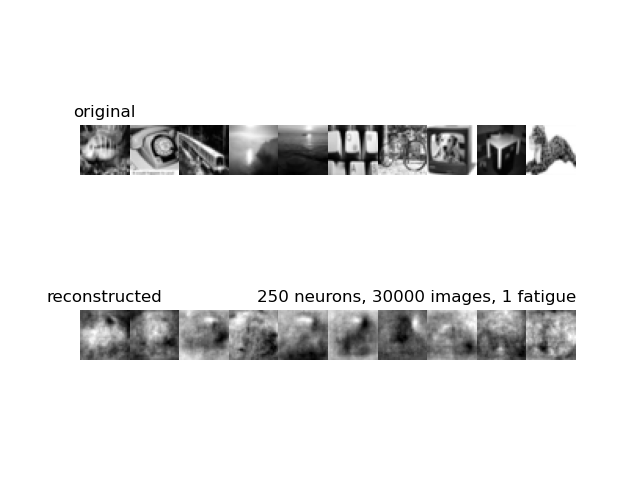 original
reconstructed
250 neurons, 30000 images, 1 fatigue